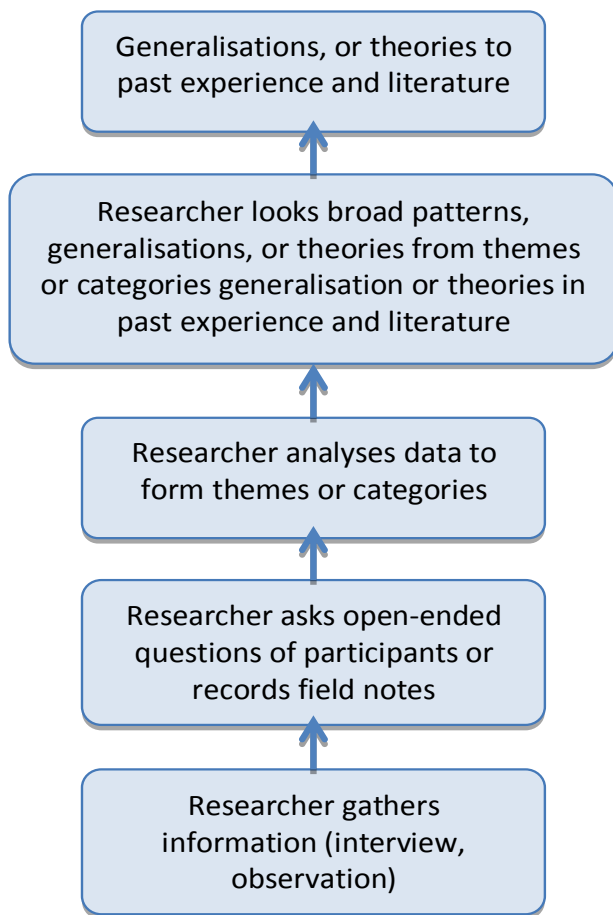 Generalisations, or theories to
past experience and literature
Researcher looks broad patterns,
generalisations, or theories from themes
or categories generalisation or theories in
past experience and literature
Researcher analyses data to
form themes or categories
Researcher asks open-ended
questions of participants or
records field notes
Researcher gathers
information (interview,
observation)